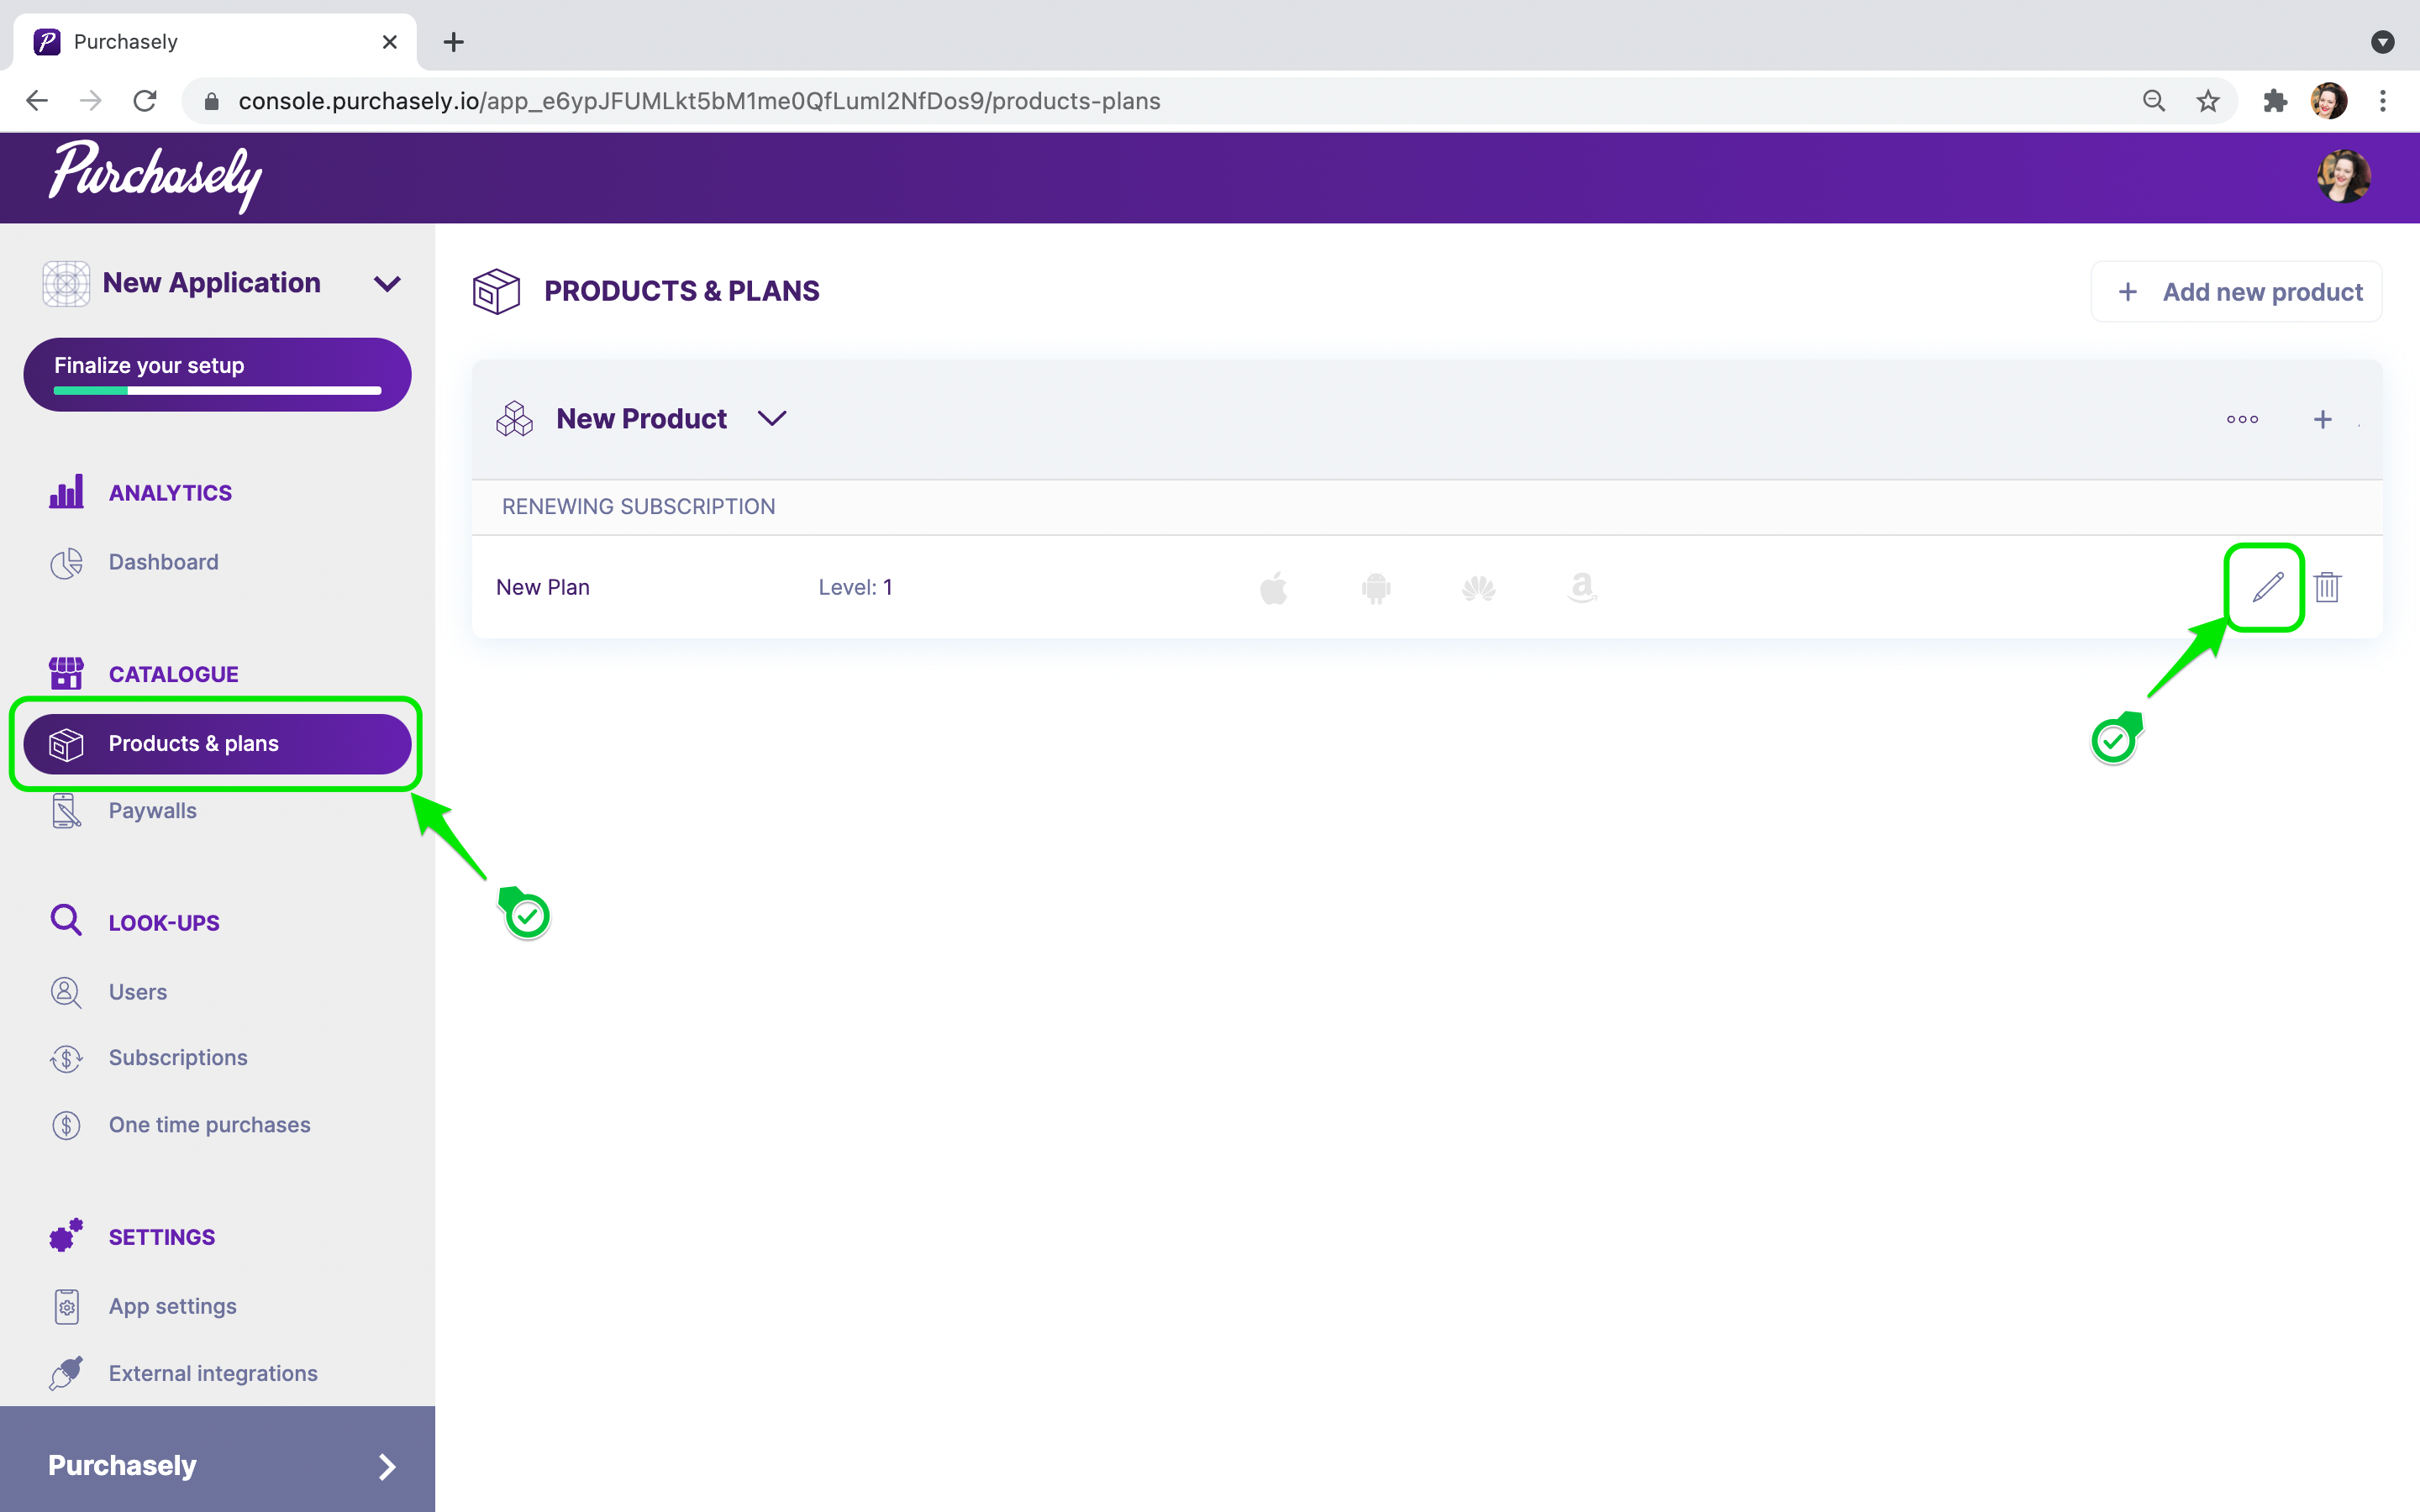 Purchasely
console.purchasely.io/app_e6ypJFUMLkt5bM1me0QfLumI2NfDos9/products-plans
Purchasely
New Application
Finalize your setup
ANALYTICS
Dashboard
CATALOGUE
Products & plans
Paywalls
LOOK-UPS
Users
Subscriptions
One time purchases
SETTINGS
App settings
External integrations
Purchasely
PRODUCTS & PLANS
+ Add new product
New Product
RENEWING SUBSCRIPTION
New Plan Level: 1